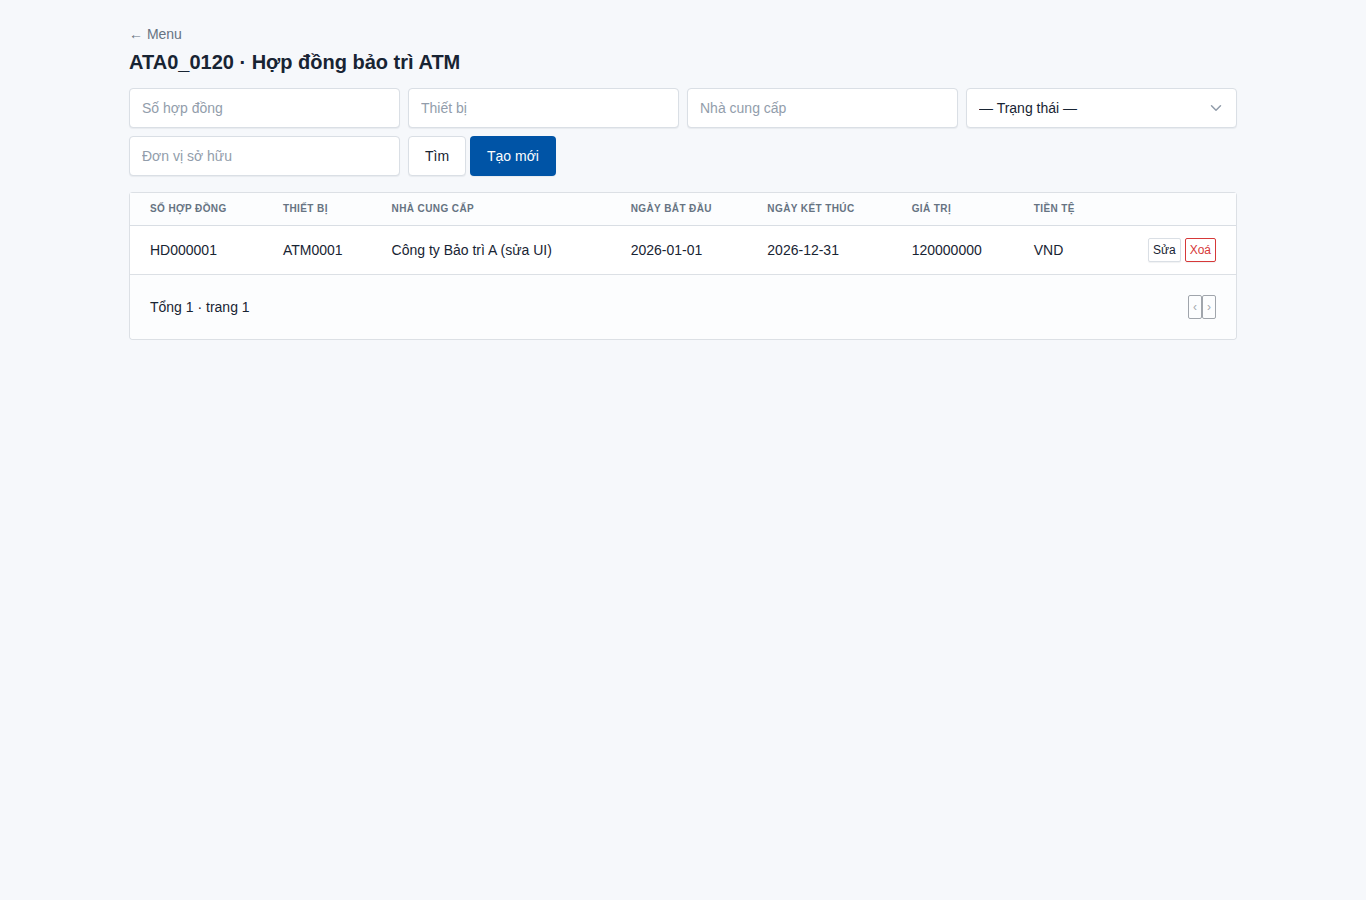 ← Menu
ATA0_0120 · Hợp đồng bảo trì ATM
Số hợp đồng Thiết bị Nhà cung cấp — Trạng thái —
Đơn vị sở hữu Tìm Tạo mới
SỐ HỢP ĐỒNG THIẾT BỊ NHÀ CUNG CẤP NGÀY BẮT ĐẦU NGÀY KẾT THÚC GIÁ TRỊ TIỀN TỆ
HD000001 ATM0001 Công ty Bảo trì A (sửa UI) 2026-01-01 2026-12-31 120000000 VND Sửa Xoá
Tổng 1 · trang 1 ‹ ›